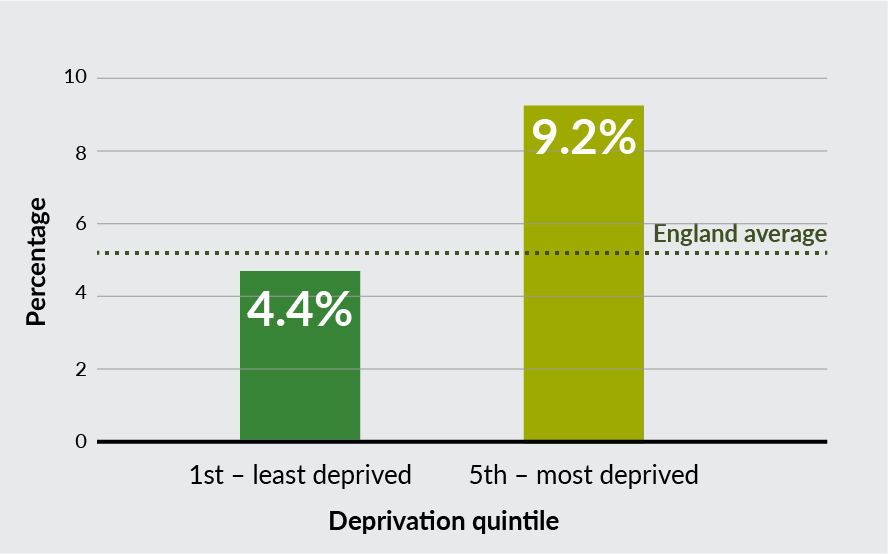 Percentage
10
8
6
4
2
0
9.2%
England average
4.4%
1st – least deprived
5th – most deprived
Deprivation quintile